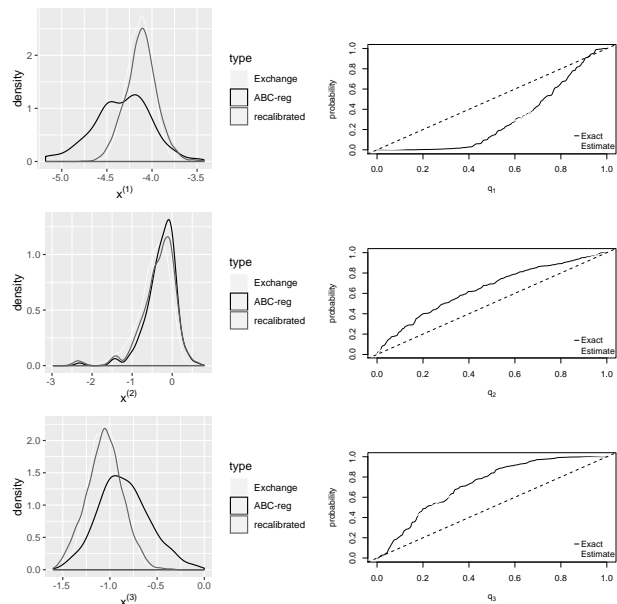 density
2
1
0
-5.0 -4.5 -4.0 -3.5
x(1)
type
Exchange
ABC-reg
recalibrated
probability
0.0 0.2 0.4 0.6 0.8 1.0
0.0 0.2 0.4 0.6 0.8 1.0
q1
Exact
Estimate
density
1.0
0.5
0.0
-3 -2 -1 0
x(2)
type
Exchange
ABC-reg
recalibrated
probability
0.0 0.2 0.4 0.6 0.8 1.0
0.0 0.2 0.4 0.6 0.8 1.0
q2
Exact
Estimate
density
2.0
1.5
1.0
0.5
0.0
-1.5 -1.0 -0.5 0.0
x(3)
type
Exchange
ABC-reg
recalibrated
probability
0.0 0.2 0.4 0.6 0.8 1.0
0.0 0.2 0.4 0.6 0.8 1.0
q3
Exact
Estimate